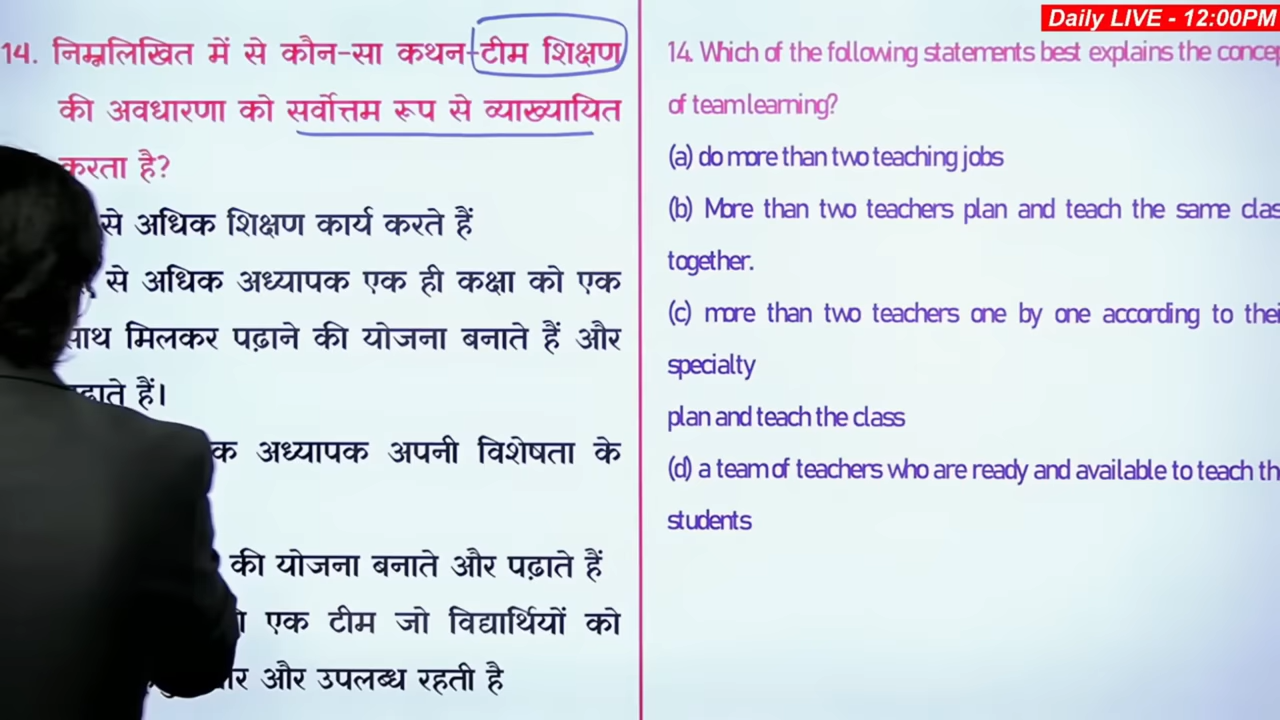 Daily LIVE - 12:00PM
14. निम्नलिखित में से कौन-सा कथन टीम शिक्षण
की अवधारणा को सर्वोत्तम रूप से व्याख्यायित
करता है?
से अधिक शिक्षण कार्य करते हैं
से अधिक अध्यापक एक ही कक्षा को एक
साथ मिलकर पढ़ाने की योजना बनाते हैं और
पढ़ाते हैं।
अध्यापक अपनी विशेषता के
की योजना बनाते और पढ़ाते हैं
एक टीम जो विद्यार्थियों को
और उपलब्ध रहती है
14. Which of the following statements best explains the
of team learning?
(a) do more than two teaching jobs
(b) More than two teachers plan and teach the same
together.
(c) more than two teachers one by one according to
specialty
plan and teach the class
(d) a team of teachers who are ready and available to teach
students